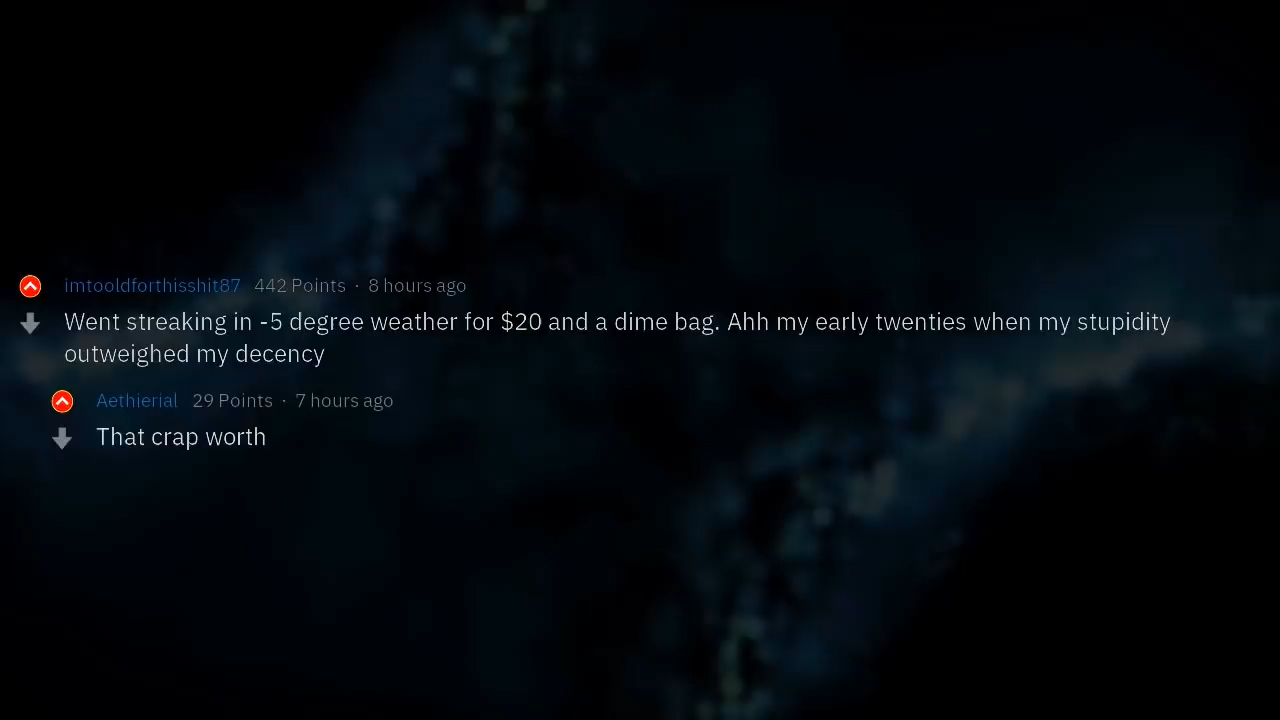 imtooldforthisshit87 442 Points · 8 hours ago
Went streaking in -5 degree weather for $20 and a dime bag. Ahh my early twenties when my stupidity
outweighed my decency
Aethierial 29 Points · 7 hours ago
That crap worth